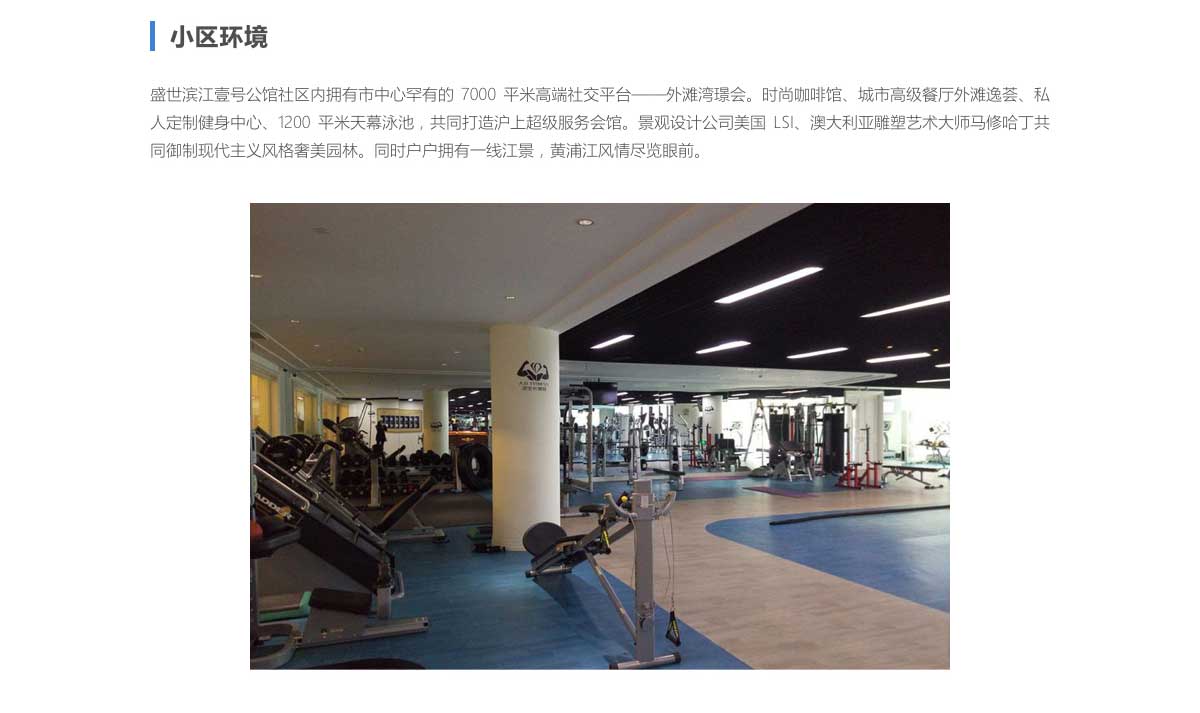 小区环境
盛世滨江壹号公馆社区内拥有市中心罕有的 7000 平米高端社交平台——外滩湾璟会。时尚咖啡馆、城市高级餐厅外滩逸荟、私
人定制健身中心、1200 平米天幕泳池，共同打造沪上超级服务会馆。景观设计公司美国 LSI、澳大利亚雕塑艺术大师马修哈丁共
同御制现代主义风格奢美园林。同时户户拥有一线江景，黄浦江风情尽览眼前。